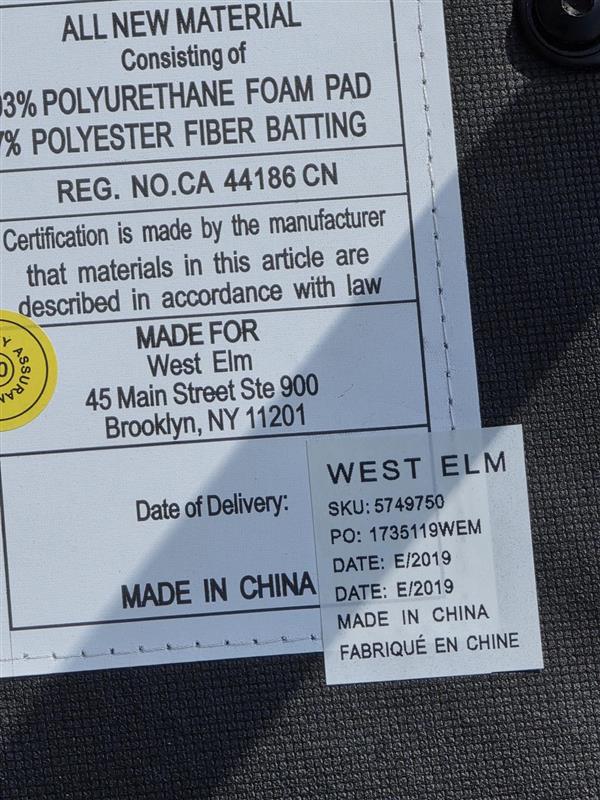 ALL NEW MATERIAL
Consisting of
93% POLYURETHANE FOAM PAD
7% POLYESTER FIBER BATTING
REG. NO.CA 44186 CN
Certification is made by the manufacturer
that materials in this article are
described in accordance with law
MADE FOR
West Elm
45 Main Street Ste 900
Brooklyn, NY 11201
Date of Delivery:
MADE IN CHINA
WEST ELM
SKU: 5749750
PO: 1735119WEM
DATE: E/2019
DATE: E/2019
MADE IN CHINA
FABRIQUÉ EN CHINE